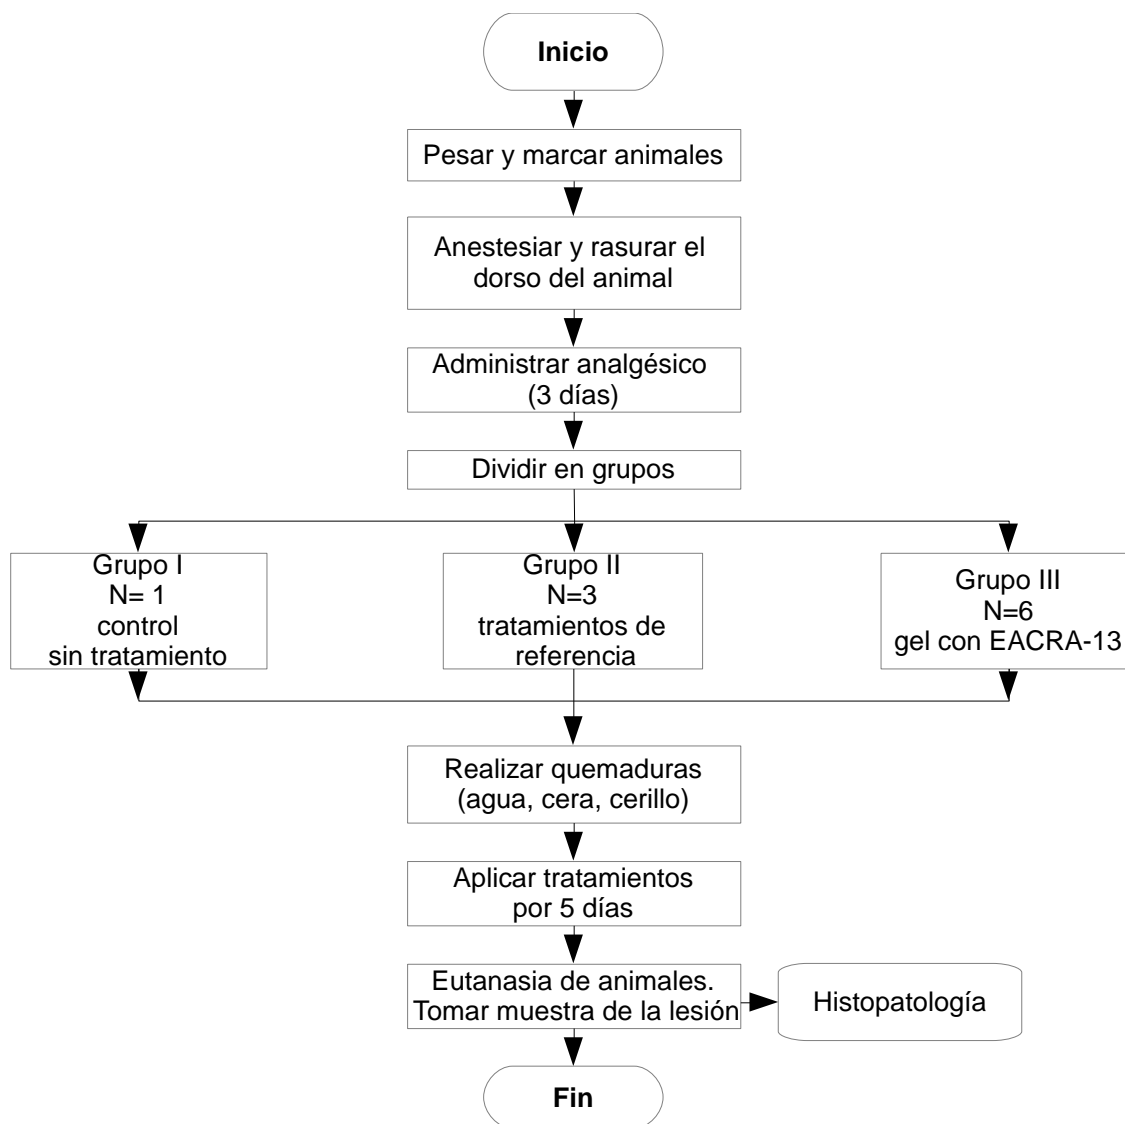 Inicio
Pesar y marcar animales
Anestesiar y rasurar el
dorso del animal
Administrar analgésico
(3 días)
Dividir en grupos
Grupo I
N= 1
control
sin tratamiento
Grupo II
N=3
tratamientos de
referencia
Grupo III
N=6
gel con EACRA-13
Realizar quemaduras
(agua, cera, cerillo)
Aplicar tratamientos
por 5 días
Eutanasia de animales.
Tomar muestra de la lesión
Histopatología
Fin